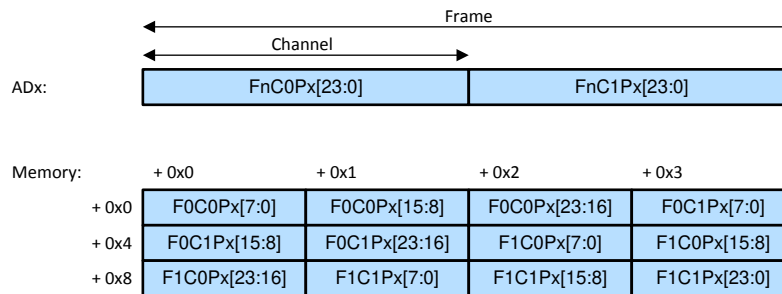 Frame
Channel
ADx: FnC0Px[23:0] FnC1Px[23:0]
Memory: + 0x0 + 0x1 + 0x2 + 0x3
+ 0x0 F0C0Px[7:0] F0C0Px[15:8] F0C0Px[23:16] F0C1Px[7:0]
+ 0x4 F0C1Px[15:8] F0C1Px[23:16] F1C0Px[7:0] F1C0Px[15:8]
+ 0x8 F1C0Px[23:16] F1C1Px[7:0] F1C1Px[15:8] F1C1Px[23:0]